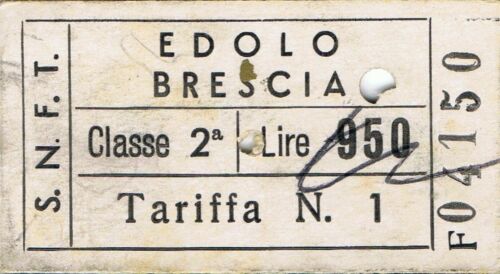 S. N. F. T.
EDOLO
BRESCIA
Classe 2ª Lire 950
Tariffa N. 1
F04150